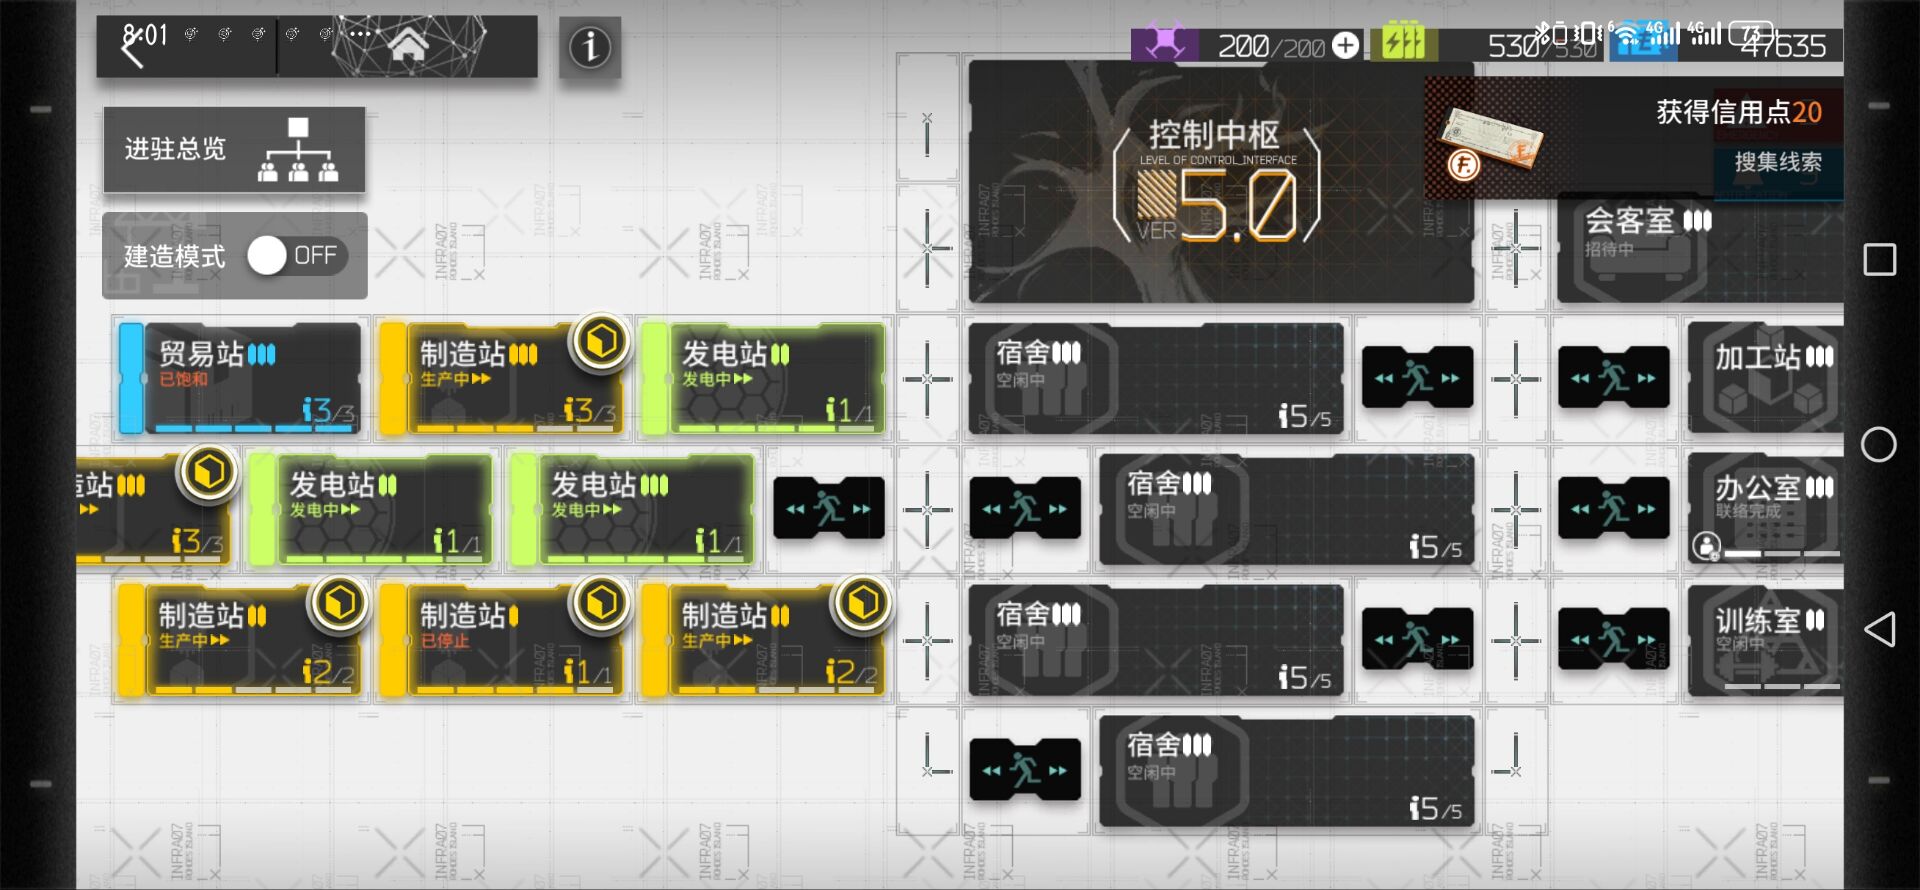 8:01
200/200
530/530
6
4G
4G
73
47635
获得信用点20
搜集线索
进驻总览
建造模式
OFF
控制中枢
LEVEL OF CONTROL_INTERFACE
VER 5.0
会客室
招待中
贸易站
已饱和
3/3
制造站
生产中
3/3
发电站
发电中
1/1
宿舍
空闲中
5/5
加工站
造站
3/3
发电站
发电中
1/1
发电站
发电中
1/1
宿舍
空闲中
5/5
办公室
联络完成
制造站
生产中
2/2
制造站
已停止
1/1
制造站
生产中
2/2
宿舍
空闲中
5/5
训练室
空闲中
宿舍
空闲中
5/5
INFRA07
RHODES ISLAND